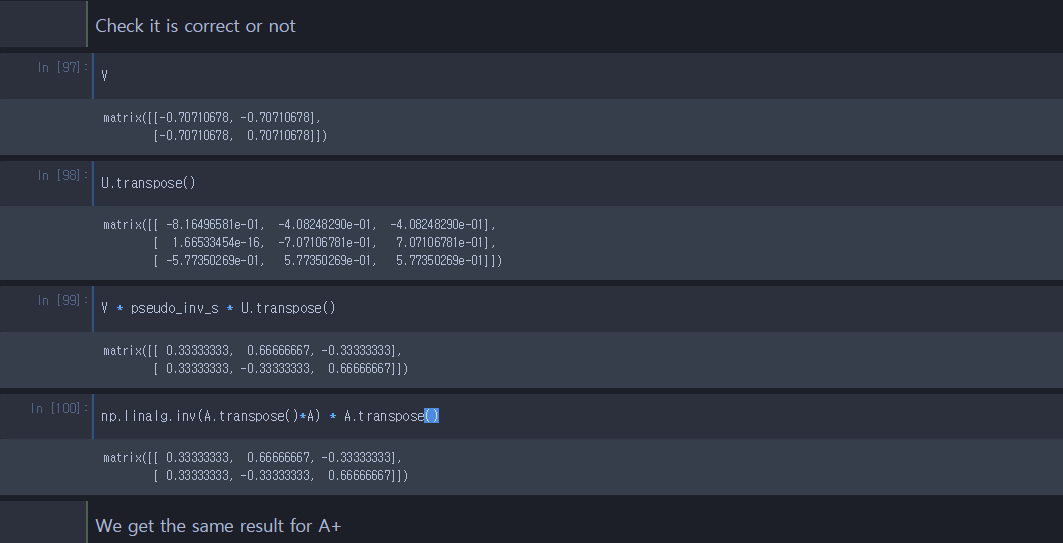 Check it is correct or not
In [97]:
V
matrix([[-0.70710678, -0.70710678],
[-0.70710678,  0.70710678]])
In [98]:
U.transpose()
matrix([[ -8.16496581e-01,  -4.08248290e-01,  -4.08248290e-01],
[  1.66533454e-16,  -7.07106781e-01,   7.07106781e-01],
[ -5.77350269e-01,   5.77350269e-01,   5.77350269e-01]])
In [99]:
V * pseudo_inv_s * U.transpose()
matrix([[ 0.33333333,  0.66666667, -0.33333333],
[ 0.33333333, -0.33333333,  0.66666667]])
In [100]:
np.linalg.inv(A.transpose()*A) * A.transpose()
matrix([[ 0.33333333,  0.66666667, -0.33333333],
[ 0.33333333, -0.33333333,  0.66666667]])
We get the same result for A+